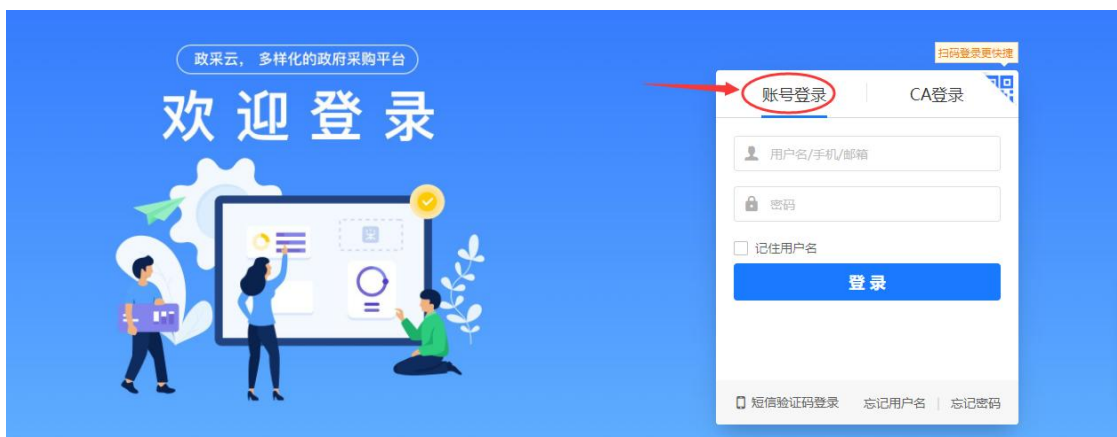 政采云， 多样化的政府采购平台
欢迎登录
扫码登录更快捷
账号登录
CA登录
用户名/手机/邮箱
密码
记住用户名
登录
短信验证码登录
忘记用户名
忘记密码
采